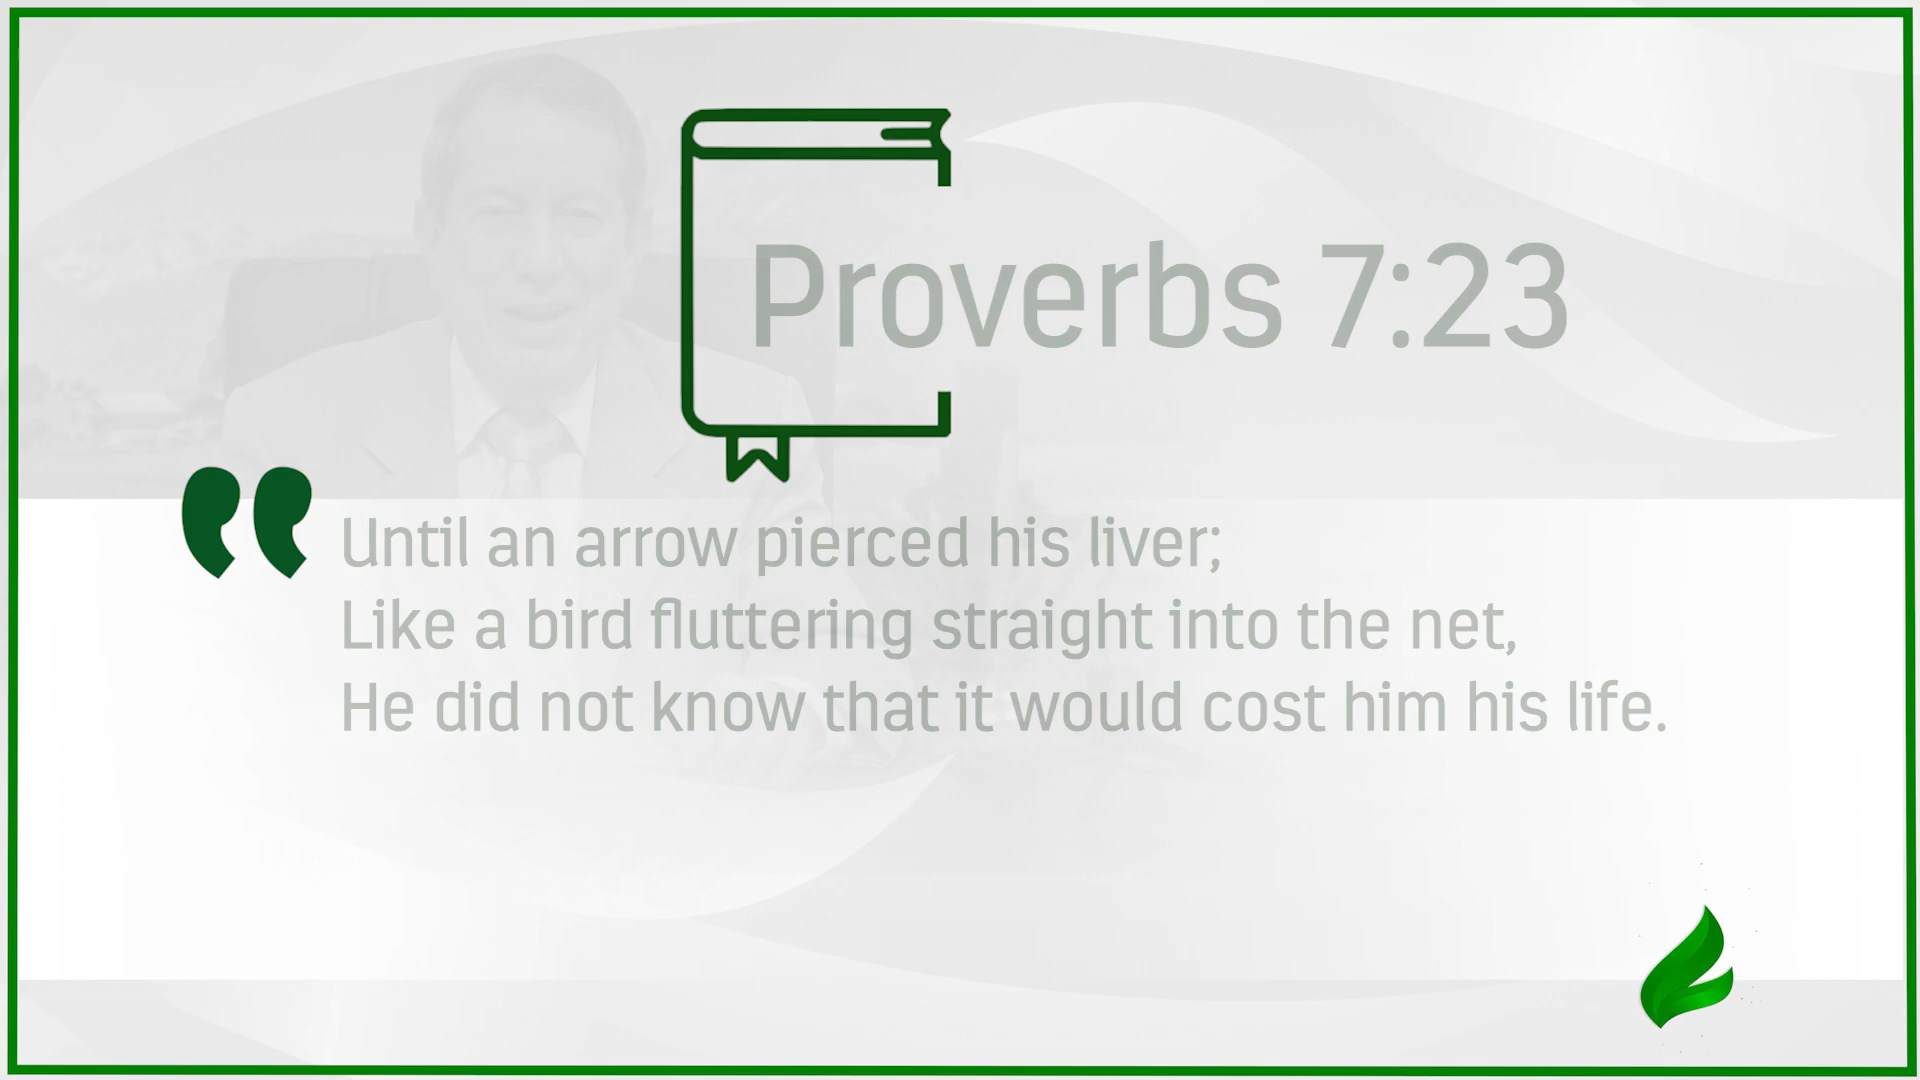 Proverbs 7:23
Until an arrow pierced his liver;
Like a bird fluttering straight into the net,
He did not know that it would cost him his life.